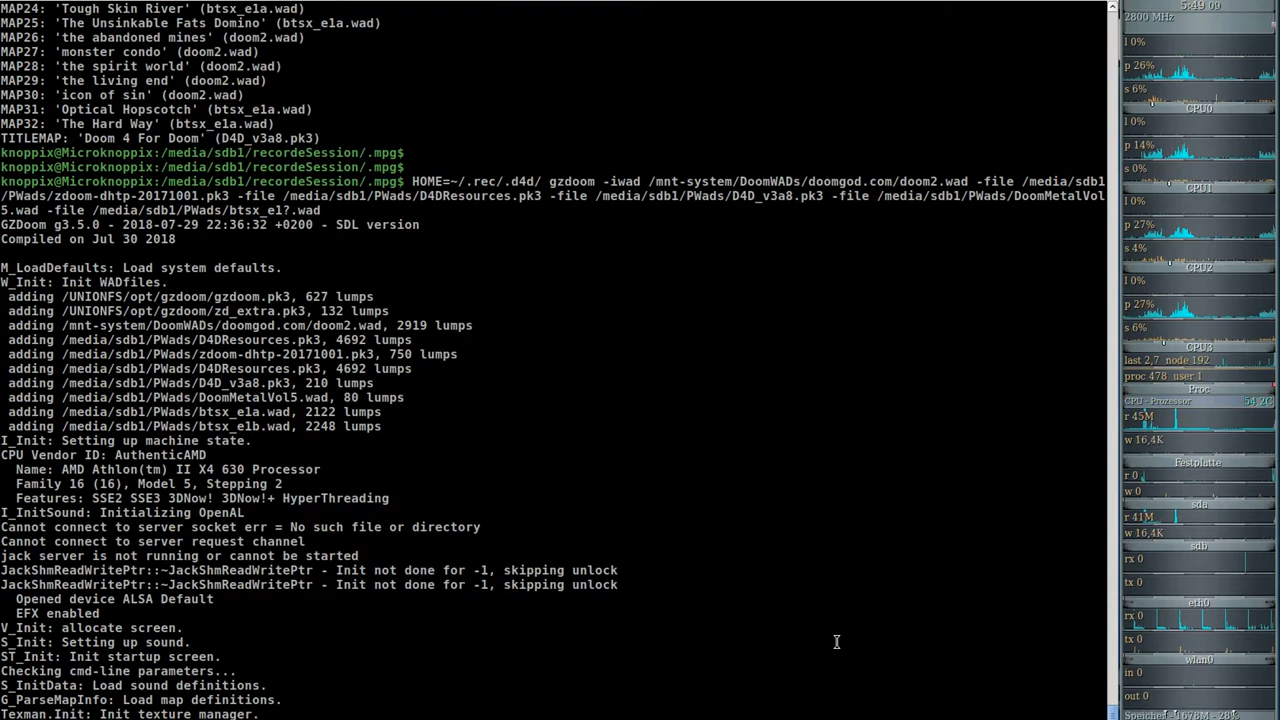 MAP24: 'Tough Skin River' (btsx_e1a.wad)
MAP25: 'The Unsinkable Fats Domino' (btsx_e1a.wad)
MAP26: 'the abandoned mines' (doom2.wad)
MAP27: 'monster condo' (doom2.wad)
MAP28: 'the spirit world' (doom2.wad)
MAP29: 'the living end' (doom2.wad)
MAP30: 'icon of sin' (doom2.wad)
MAP31: 'Optical Hopscotch' (btsx_e1a.wad)
MAP32: 'The Hard Way' (btsx_e1a.wad)
TITLEMAP: 'Doom 4 For Doom' (D4D_v3a8.pk3)
knoppix@Microknoppix:/media/sdb1/recordeSession/.mpg$
knoppix@Microknoppix:/media/sdb1/recordeSession/.mpg$
knoppix@Microknoppix:/media/sdb1/recordeSession/.mpg$ HOME=~/.rec/.d4d/ gzdoom -iwad /mnt-system/DoomWADs/doomgod.com/doom2.wad -file /media/sdb1
/PWads/zdoom-dhtp-20171001.pk3 -file /media/sdb1/PWads/D4DResources.pk3 -file /media/sdb1/PWads/D4D_v3a8.pk3 -file /media/sdb1/PWads/DoomMetalVol
5.wad -file /media/sdb1/PWads/btsx_e1?.wad
GZDoom g3.5.0 - 2018-07-29 22:36:32 +0200 - SDL version
Compiled on Jul 30 2018
M_LoadDefaults: Load system defaults.
W_Init: Init WADfiles.
adding /UNIONFS/opt/gzdoom/gzdoom.pk3, 627 lumps
adding /UNIONFS/opt/gzdoom/zd_extra.pk3, 132 lumps
adding /mnt-system/DoomWADs/doomgod.com/doom2.wad, 2919 lumps
adding /media/sdb1/PWads/D4DResources.pk3, 4692 lumps
adding /media/sdb1/PWads/zdoom-dhtp-20171001.pk3, 750 lumps
adding /media/sdb1/PWads/D4DResources.pk3, 4692 lumps
adding /media/sdb1/PWads/D4D_v3a8.pk3, 210 lumps
adding /media/sdb1/PWads/DoomMetalVol5.wad, 80 lumps
adding /media/sdb1/PWads/btsx_e1a.wad, 2122 lumps
adding /media/sdb1/PWads/btsx_e1b.wad, 2248 lumps
I_Init: Setting up machine state.
CPU Vendor ID: AuthenticAMD
Name: AMD Athlon(tm) II X4 630 Processor
Family 16 (16), Model 5, Stepping 2
Features: SSE2 SSE3 3DNow! 3DNow!+ HyperThreading
I_InitSound: Initializing OpenAL
Cannot connect to server socket err = No such file or directory
Cannot connect to server request channel
jack server is not running or cannot be started
JackShmReadWritePtr::~JackShmReadWritePtr - Init not done for -1, skipping unlock
JackShmReadWritePtr::~JackShmReadWritePtr - Init not done for -1, skipping unlock
Opened device ALSA Default
EFX enabled
V_Init: allocate screen.
S_Init: Setting up sound.
ST_Init: Init startup screen.
Checking cmd-line parameters...
S_InitData: Load sound definitions.
G_ParseMapInfo: Load map definitions.
Texman.Init: Init texture manager.
5:49 09
2800 MHz
l 0%
p 26%
s 6%
CPU0
l 0%
p 14%
s 0%
CPU1
l 0%
p 27%
s 4%
CPU2
l 0%
p 27%
s 6%
CPU3
last 2,7 node 192
proc 478 user 1
Proc
CPU - Prozessor 54.2C
r 45M
w 16,4K
Festplatte
r 0
w 0
sda
r 41M
w 16,4K
sdb
rx 0
tx 0
eth0
rx 0
tx 0
wlan0
in 0
out 0
Speicher - 1678M - 28%